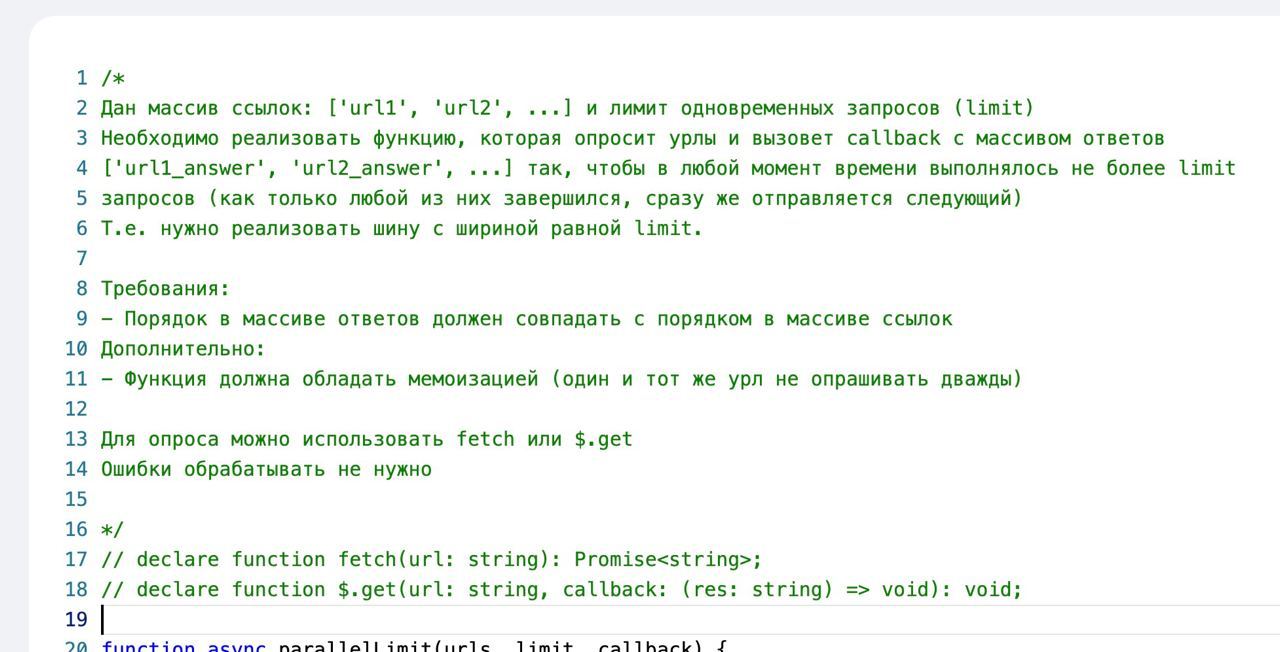 1 /*
2 Дан массив ссылок: ['url1', 'url2', ...] и лимит одновременных запросов (limit)
3 Необходимо реализовать функцию, которая опросит урлы и вызовет callback с массивом ответов
4 ['url1_answer', 'url2_answer', ...] так, чтобы в любой момент времени выполнялось не более limit
5 запросов (как только любой из них завершился, сразу же отправляется следующий)
6 Т.е. нужно реализовать шину с шириной равной limit.
7
8 Требования:
9 – Порядок в массиве ответов должен совпадать с порядком в массиве ссылок
10 Дополнительно:
11 – Функция должна обладать мемоизацией (один и тот же урл не опрашивать дважды)
12
13 Для опроса можно использовать fetch или $.get
14 Ошибки обрабатывать не нужно
15
16 */
17 // declare function fetch(url: string): Promise<string>;
18 // declare function $.get(url: string, callback: (res: string) => void): void;
19
20 function async parallelLimit(urls, limit, callback) {